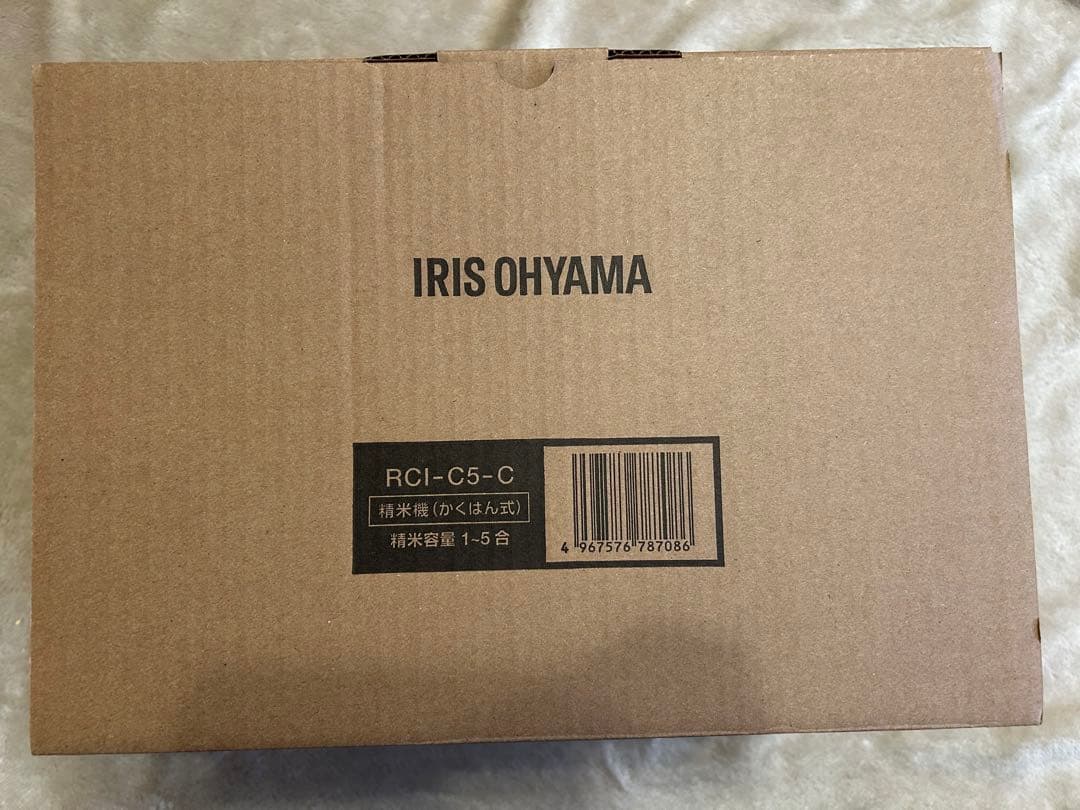 IRIS OHYAMA
RCI-C5-C
精米機(かくはん式)
精米容量 1~5 合
4 967576 787086